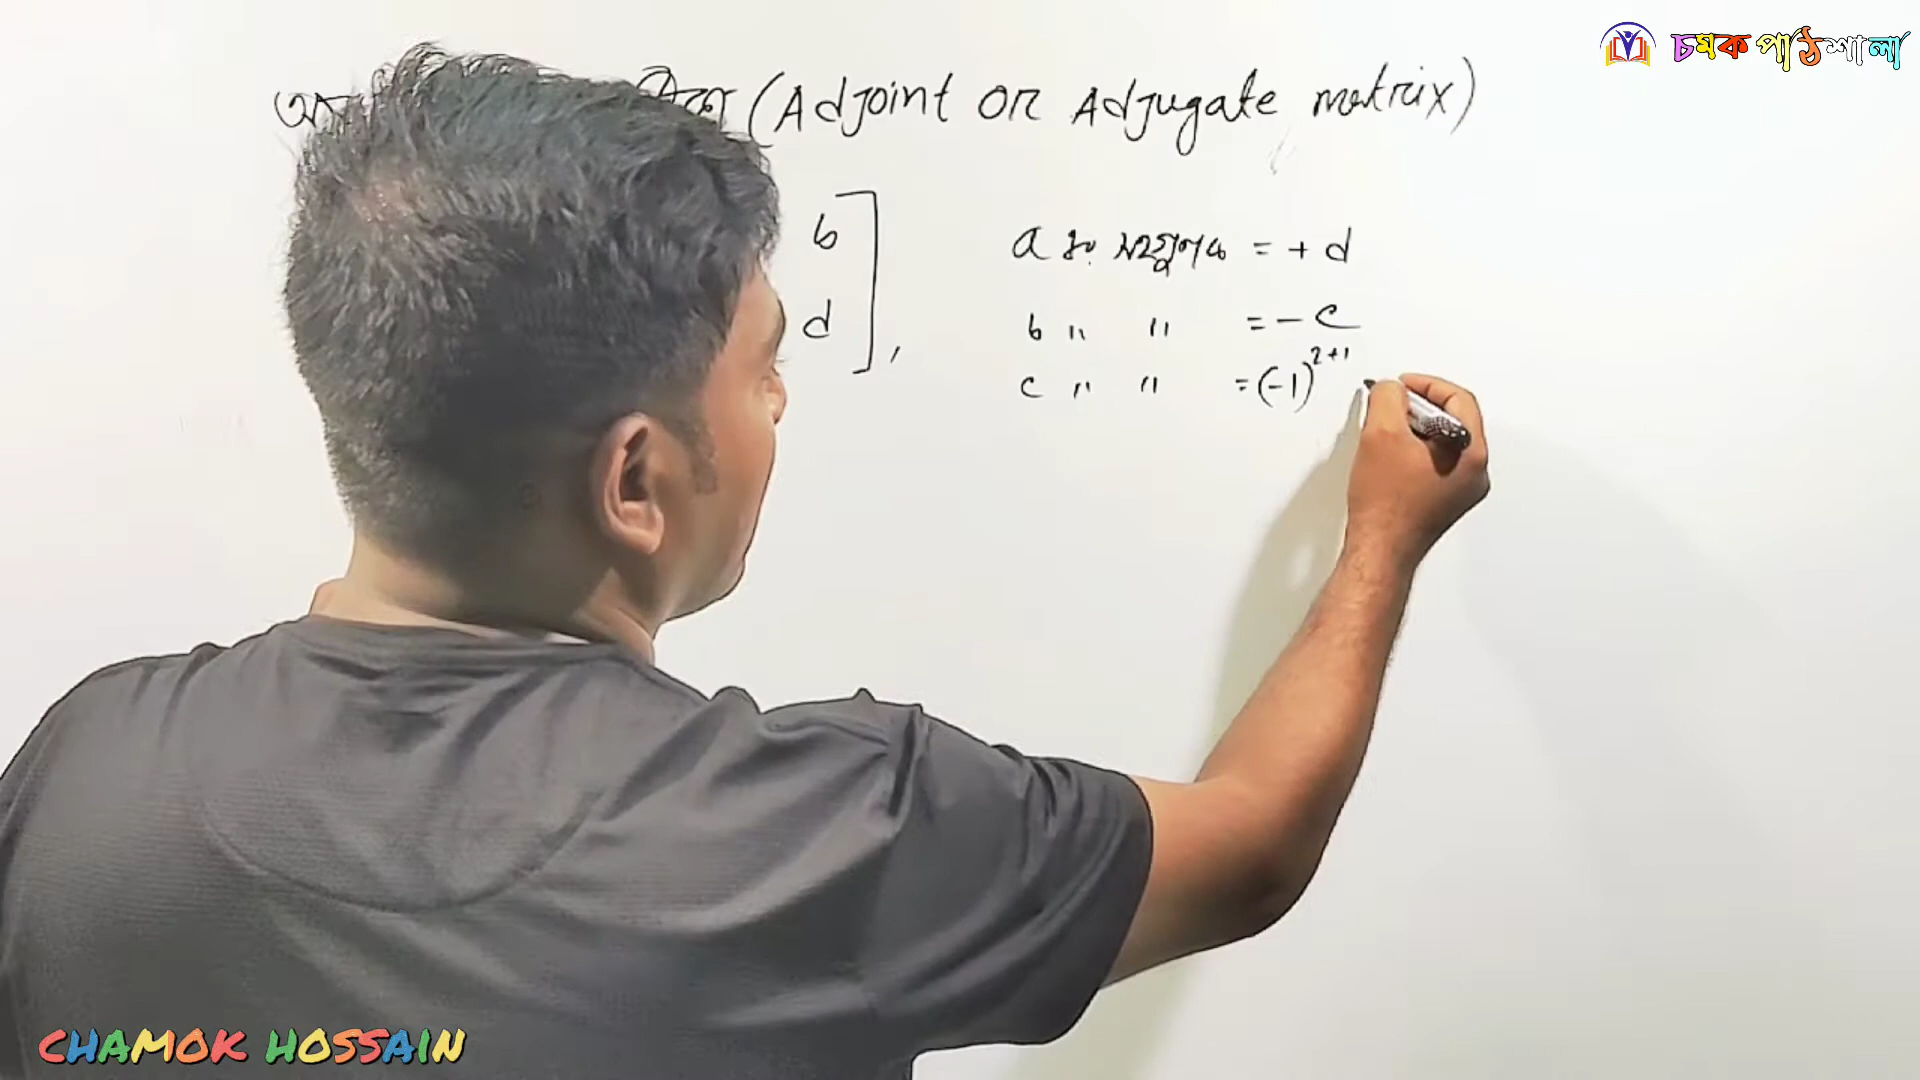 চমক পাঠশালা
(Adjoint or Adjugate matrix)
b
d ,
a এর সহগুণক = + d
b " " = - c
c " " = (-1)^2+1
CHAMOK HOSSAIN